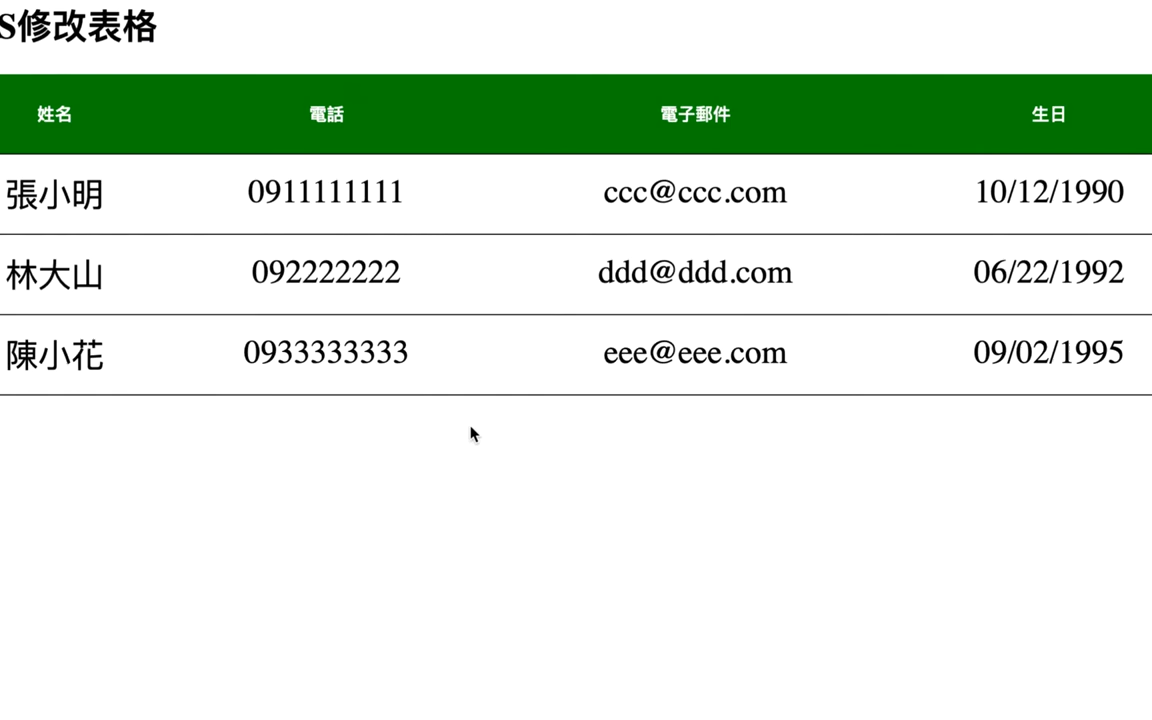 S修改表格
姓名 電話 電子郵件 生日
張小明 0911111111 ccc@ccc.com 10/12/1990
林大山 092222222 ddd@ddd.com 06/22/1992
陳小花 0933333333 eee@eee.com 09/02/1995